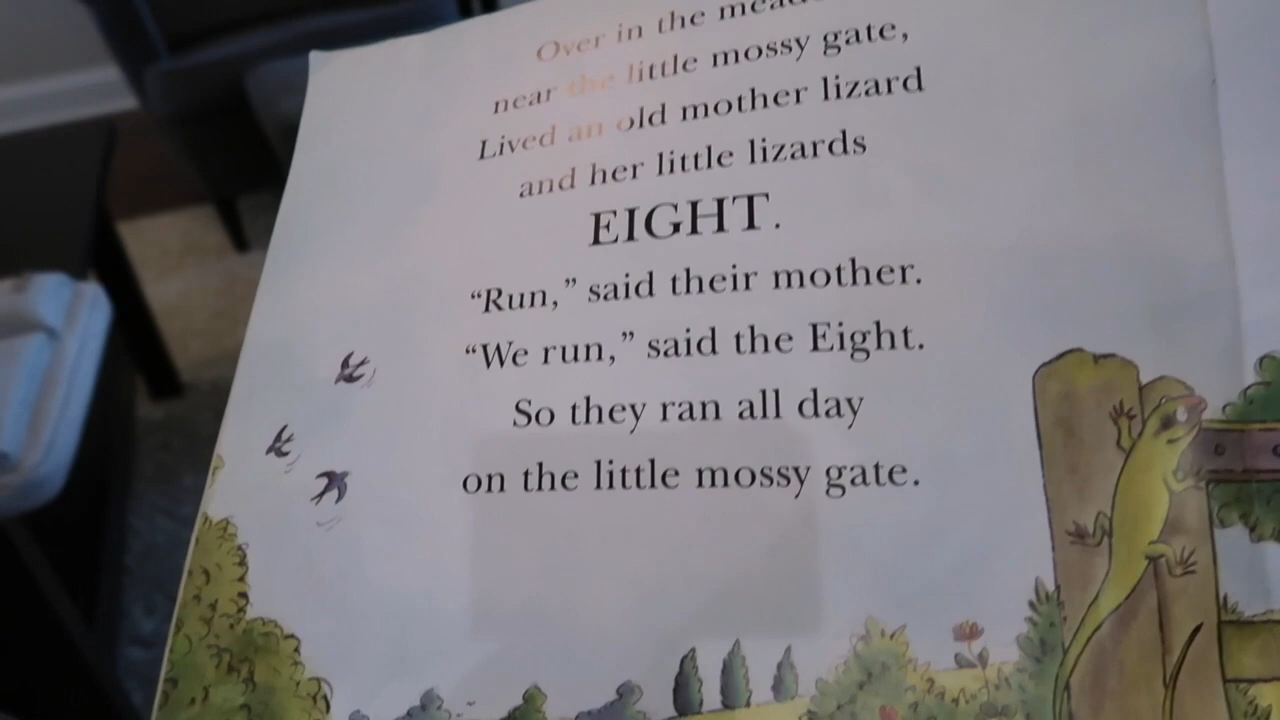 Over in the
near the little mossy gate,
Lived an old mother lizard
and her little lizards
EIGHT.
“Run,” said their mother.
“We run,” said the Eight.
So they ran all day
on the little mossy gate.